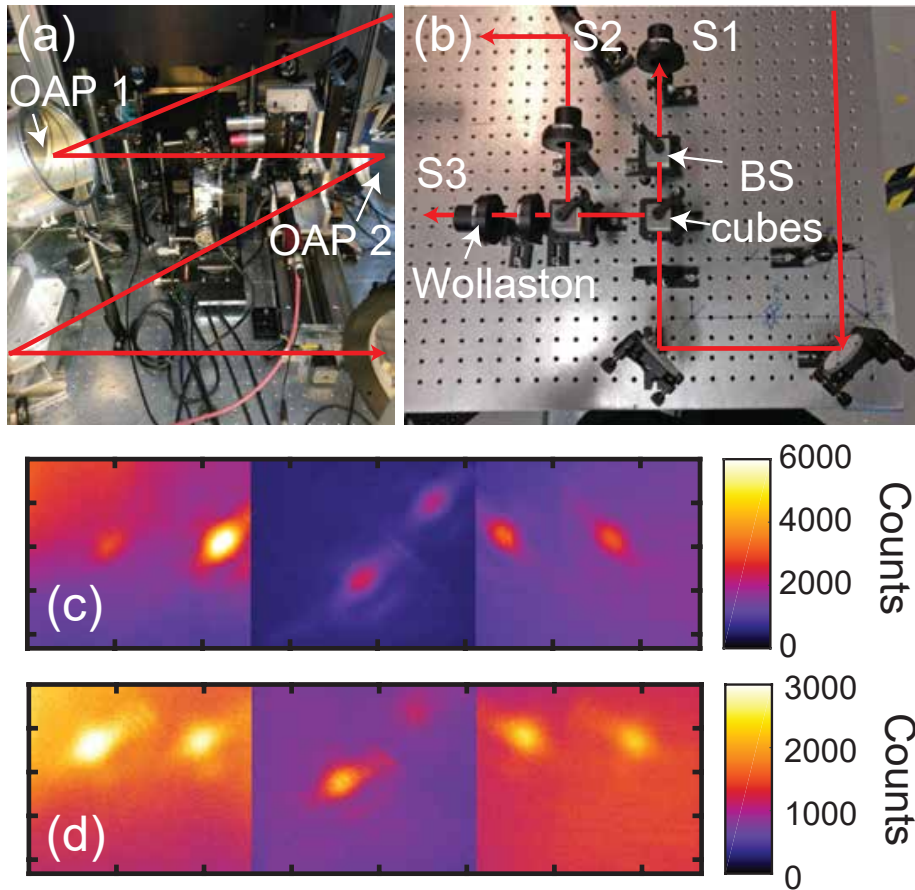 (a)
OAP 1
OAP 2
(b)
S2
S1
S3
BS
cubes
Wollaston
(c)
6000
4000
2000
0
Counts
(d)
3000
2000
1000
0
Counts